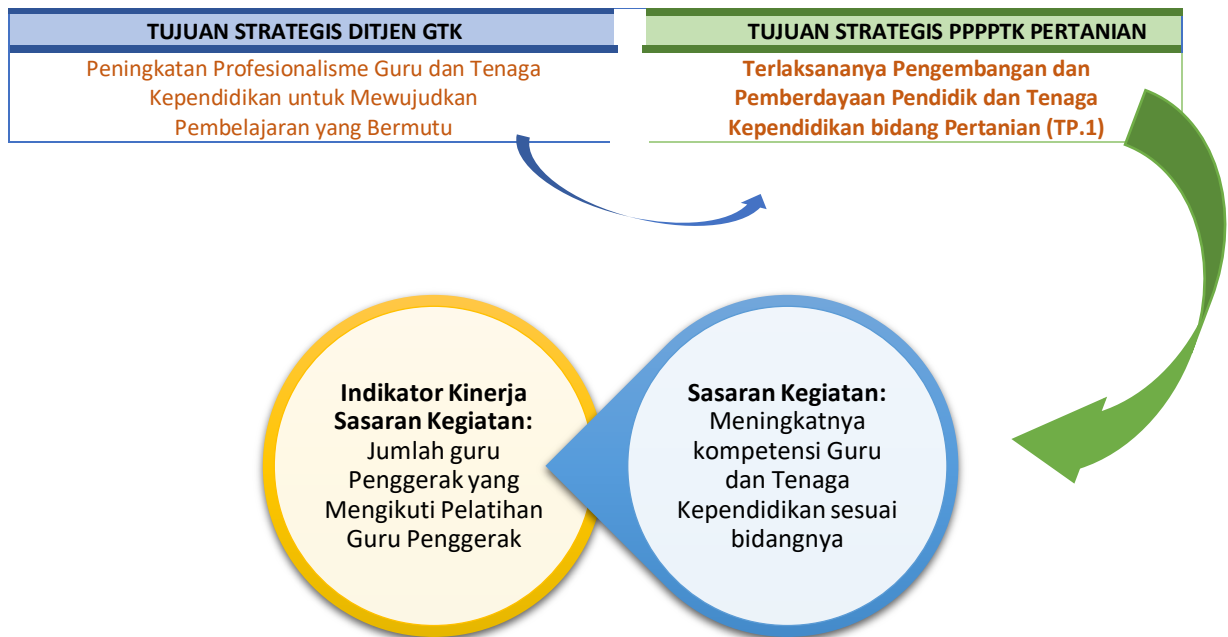 TUJUAN STRATEGIS DITJEN GTK
Peningkatan Profesionalisme Guru dan Tenaga
Kependidikan untuk Mewujudkan
Pembelajaran yang Bermutu
TUJUAN STRATEGIS PPPPTK PERTANIAN
Terlaksananya Pengembangan dan
Pemberdayaan Pendidik dan Tenaga
Kependidikan bidang Pertanian (TP.1)
Indikator Kinerja
Sasaran Kegiatan:
Jumlah guru
Penggerak yang
Mengikuti Pelatihan
Guru Penggerak
Sasaran Kegiatan:
Meningkatnya
kompetensi Guru
dan Tenaga
Kependidikan sesuai
bidangnya